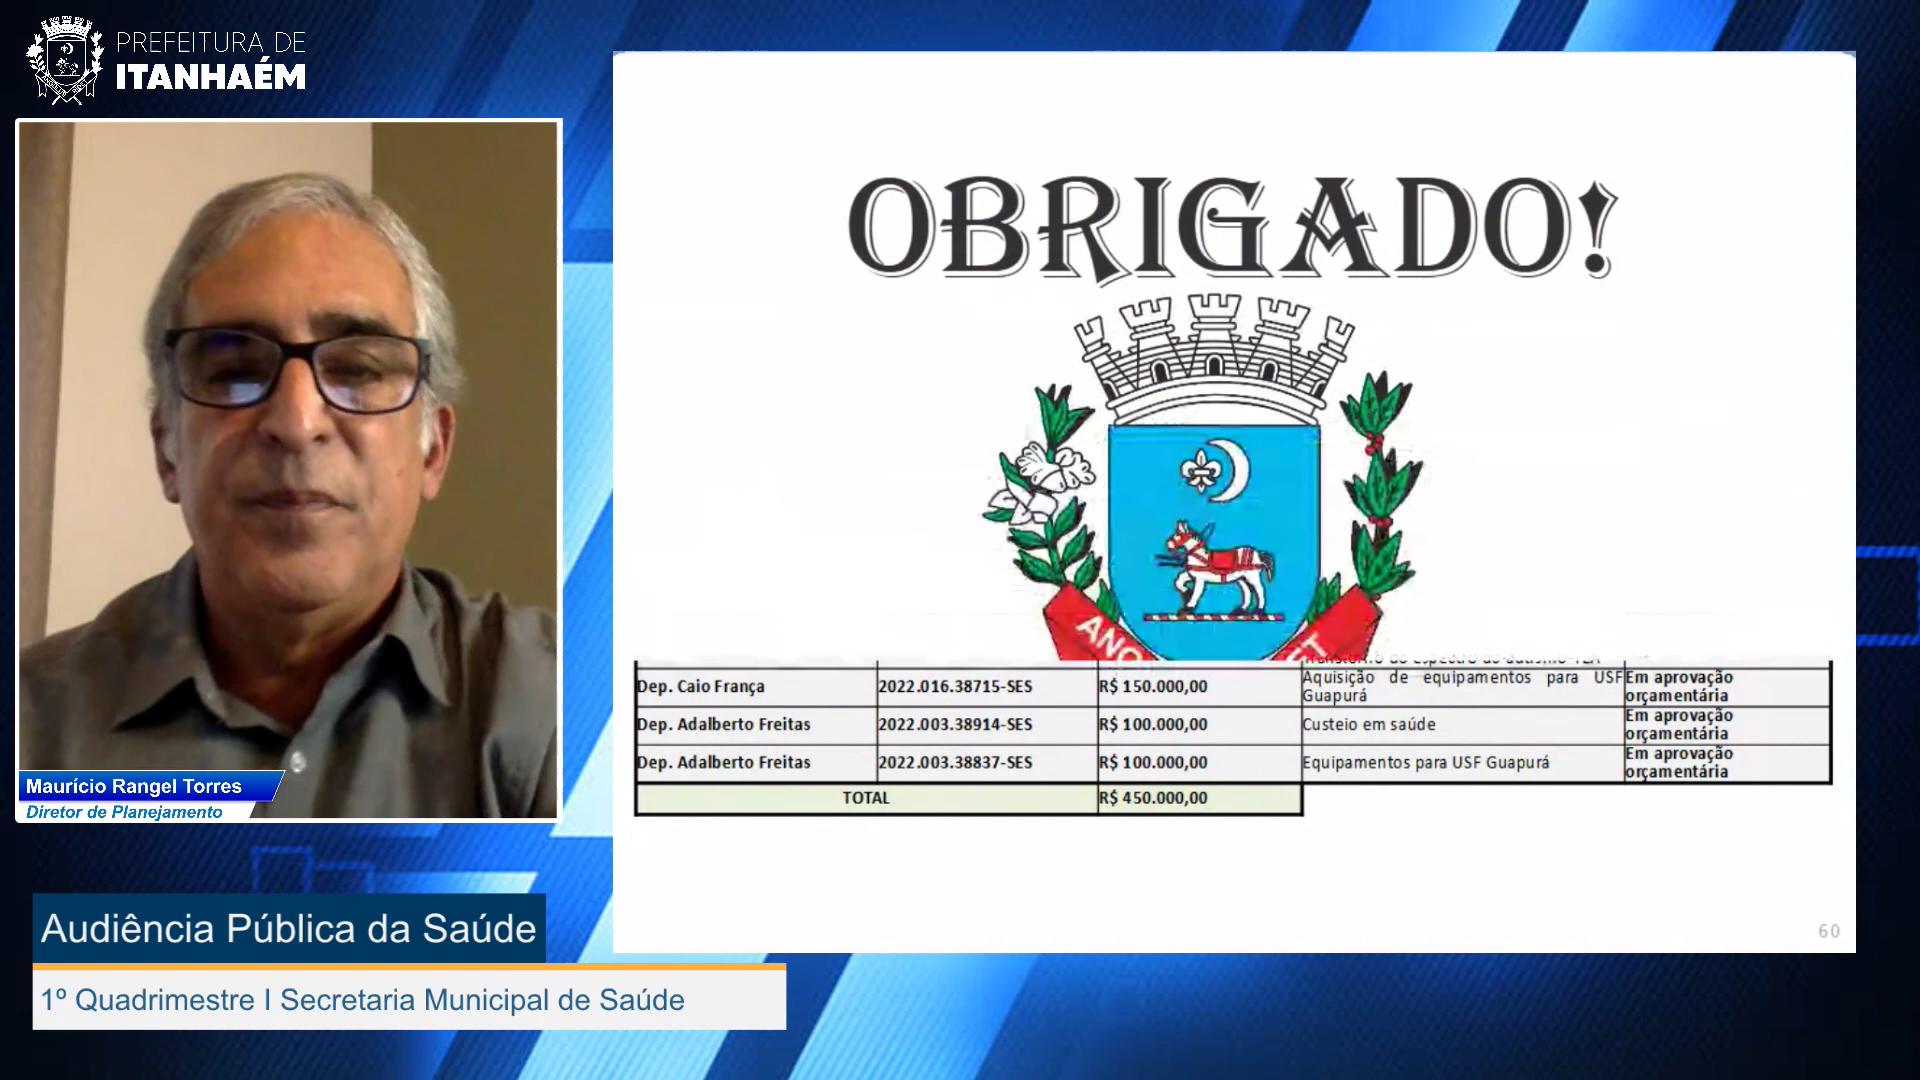 PREFEITURA DE
ITANHAÉM
OBRIGADO!
Dep. Caio França 2022.016.38715-SES R$ 150.000,00 Aquisição de equipamentos para USF Guapurá Em aprovação orçamentária
Dep. Adalberto Freitas 2022.003.38914-SES R$ 100.000,00 Custeio em saúde Em aprovação orçamentária
Dep. Adalberto Freitas 2022.003.38837-SES R$ 100.000,00 Equipamentos para USF Guapurá Em aprovação orçamentária
TOTAL R$ 450.000,00
60
Maurício Rangel Torres
Diretor de Planejamento
Audiência Pública da Saúde
1º Quadrimestre I Secretaria Municipal de Saúde